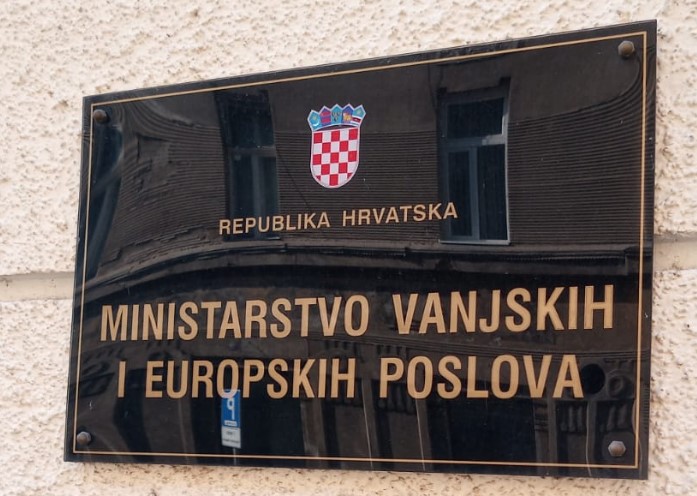 REPUBLIKA HRVATSKA
MINISTARSTVO VANJSKIH
I EUROPSKIH POSLOVA